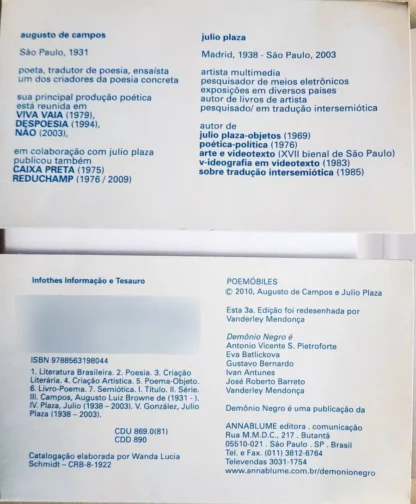 augusto de campos
São Paulo, 1931
poeta, tradutor de poesia, ensaísta
um dos criadores da poesia concreta
sua principal produção poética
está reunida em
VIVA VAIA (1979),
DESPOESIA (1994),
NÃO (2003),
em colaboração com julio plaza
publicou também
CAIXA PRETA (1975)
REDUCHAMP (1976 / 2009)
julio plaza
Madrid, 1938 - São Paulo, 2003
artista multimedia
pesquisador de meios eletrônicos
exposições em diversos países
autor de livros de artista
pesquisado/ em tradução intersemiótica
autor de
julio plaza-objetos (1969)
poética-política (1976)
arte e videotexto (XVII bienal de São Paulo)
v-ideografia em videotexto (1983)
sobre tradução intersemiótica (1985)
Infothes Informação e Tesauro
ISBN 9788563198044
1. Literatura Brasileira. 2. Poesia. 3. Criação
Literária. 4. Criação Artística. 5. Poema-Objeto.
6. Livro-Poema. 7. Semiótica. I. Título. II. Série.
III. Campos, Augusto Luiz Browne de (1931 - ).
IV. Plaza, Julio (1938 – 2003). V. González, Julio
Plaza (1938 – 2003).
CDU 869.0(81)
CDD 890
Catalogação elaborada por Wanda Lucia
Schmidt – CRB-8-1922
POEMÓBILES
© 2010, Augusto de Campos e Julio Plaza
Esta 3a. Edição foi redesenhada por
Vanderley Mendonça
Demônio Negro é
Antonio Vicente S. Pietroforte
Eva Batlickova
Gustavo Bernardo
Ivan Antunes
José Roberto Barreto
Vanderley Mendonça
Demônio Negro é uma publicação da
ANNABLUME editora . comunicação
Rua M.M.D.C., 217 . Butantã
05510-021 . São Paulo . SP . Brasil
Tel. e Fax. (011) 3812-6764
Televendas 3031-1754
www.annablume.com.br/demonionegro